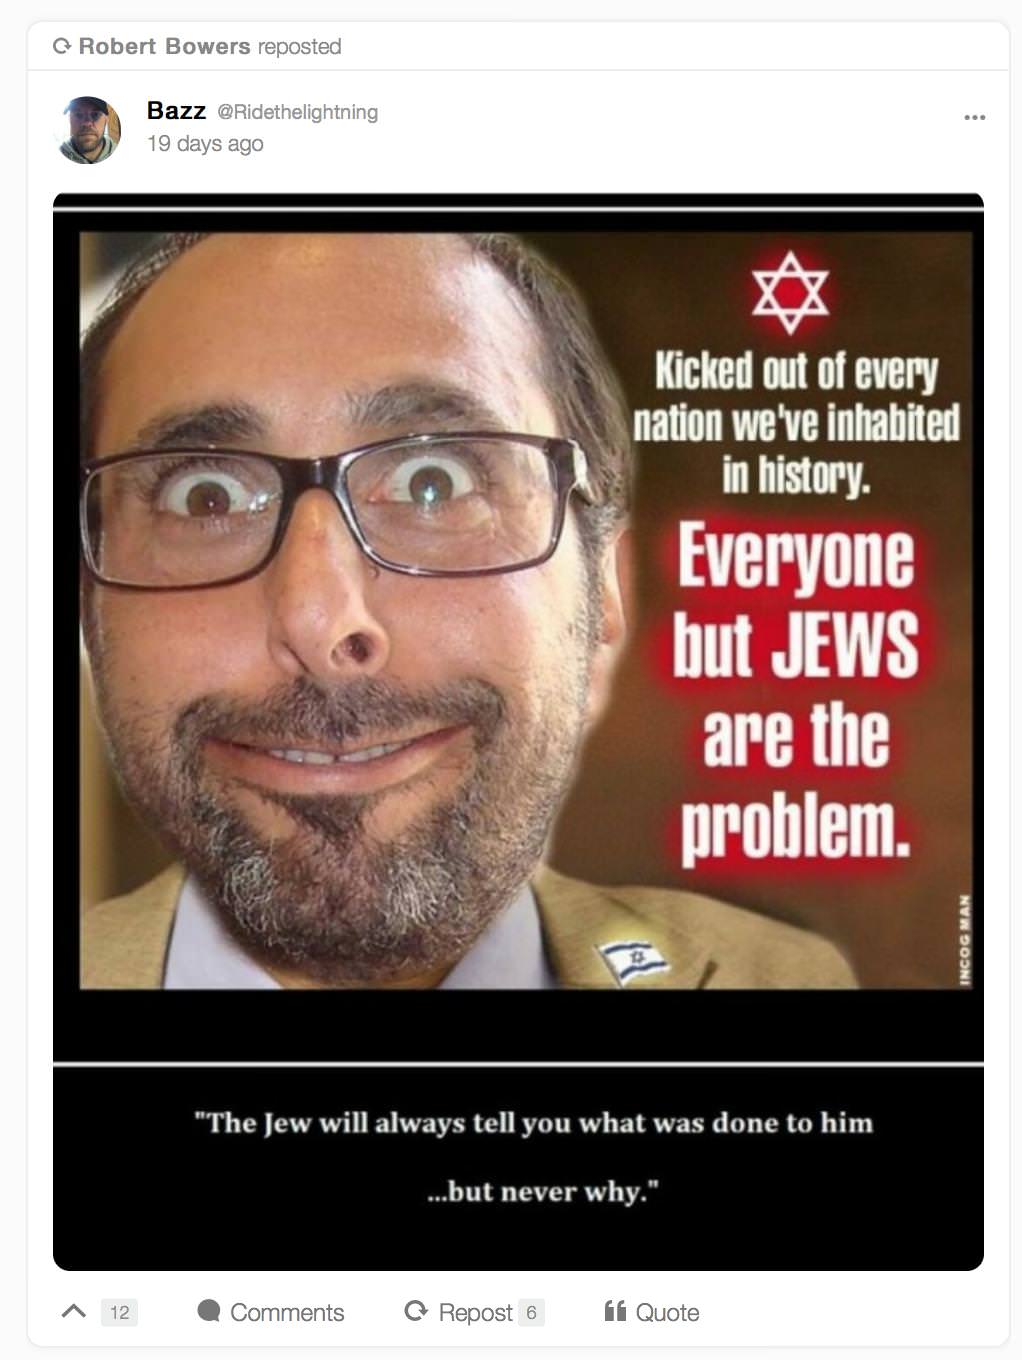 Robert Bowers reposted
Bazz @Ridethelightning
19 days ago
Kicked out of every
nation we've inhabited
in history.
Everyone
but JEWS
are the
problem.
INCOG MAN
"The Jew will always tell you what was done to him
...but never why."
12 Comments Repost 6 Quote